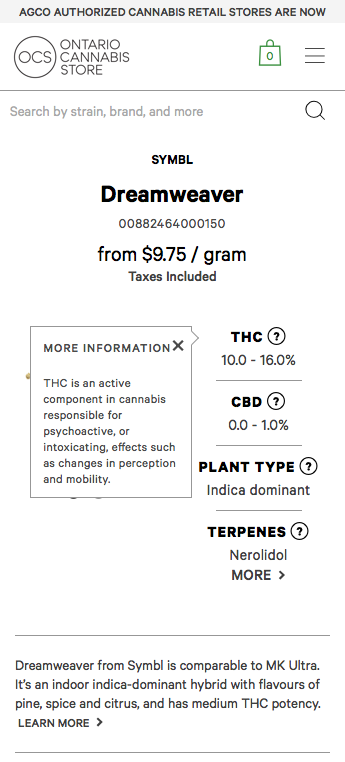 AGCO AUTHORIZED CANNABIS RETAIL STORES ARE NOW
OCS
ONTARIO
CANNABIS
STORE
0
Search by strain, brand, and more
SYMBL
Dreamweaver
00882464000150
from $9.75 / gram
Taxes Included
MORE INFORMATION
THC is an active
component in cannabis
responsible for
psychoactive, or
intoxicating, effects such
as changes in perception
and mobility.
THC ?
10.0 - 16.0%
CBD ?
0.0 - 1.0%
PLANT TYPE ?
Indica dominant
TERPENES ?
Nerolidol
MORE >
Dreamweaver from Symbl is comparable to MK Ultra.
It's an indoor indica-dominant hybrid with flavours of
pine, spice and citrus, and has medium THC potency.
LEARN MORE >